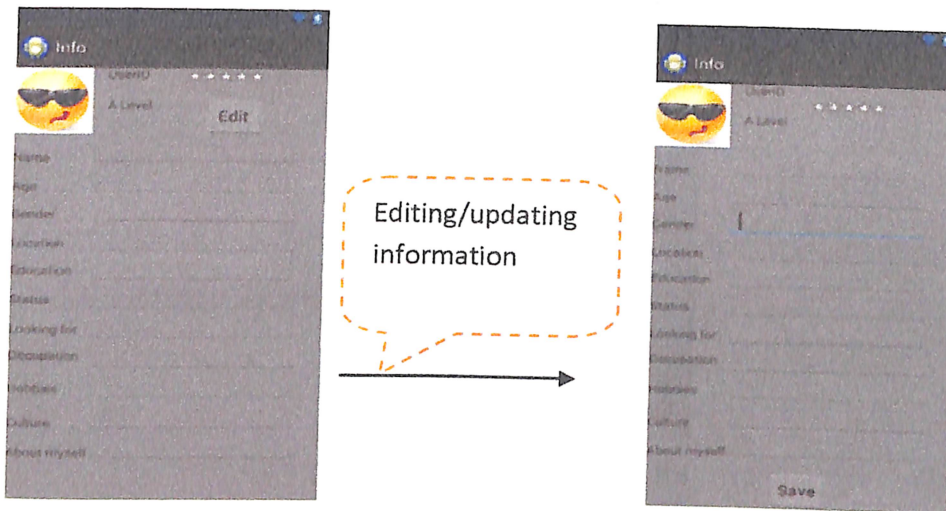 Info
UserID
* * * * *
A Level
Edit
Name
Age
Gender
Location
Education
Status
Looking for
Occupation
Hobbies
Culture
About myself
Editing/updating
information
Info
UserID
* * * * *
A Level
Name
Age
Gender
Location
Education
Status
Looking for
Occupation
Hobbies
Culture
About myself
Save